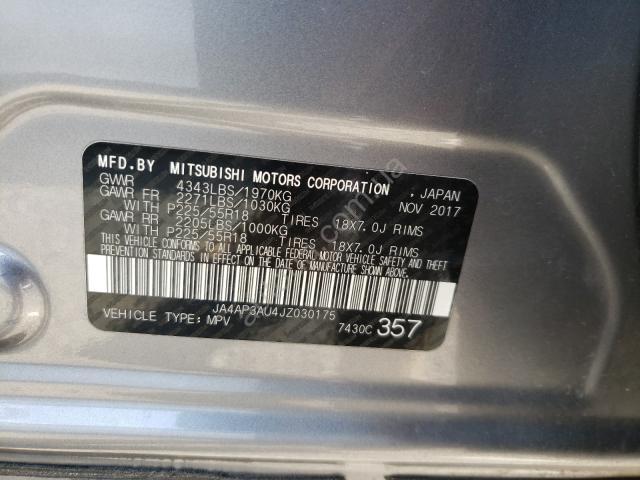 MFD.BY MITSUBISHI MOTORS CORPORATION , JAPAN
GVWR 4343LBS/1970KG NOV 2017
GAWR FR 2271LBS/1030KG
WITH P225/55R18 TIRES 18X7.0J RIMS
GAWR RR 2205LBS/1000KG
WITH P225/55R18 TIRES 18X7.0J RIMS
THIS VEHICLE CONFORMS TO ALL APPLICABLE FEDERAL MOTOR VEHICLE SAFETY AND THEFT
PREVENTION STANDARDS IN EFFECT ON THE DATE OF MANUFACTURE SHOWN ABOVE.
JA4AP3AU4JZ030175
VEHICLE TYPE: MPV 7430C 357